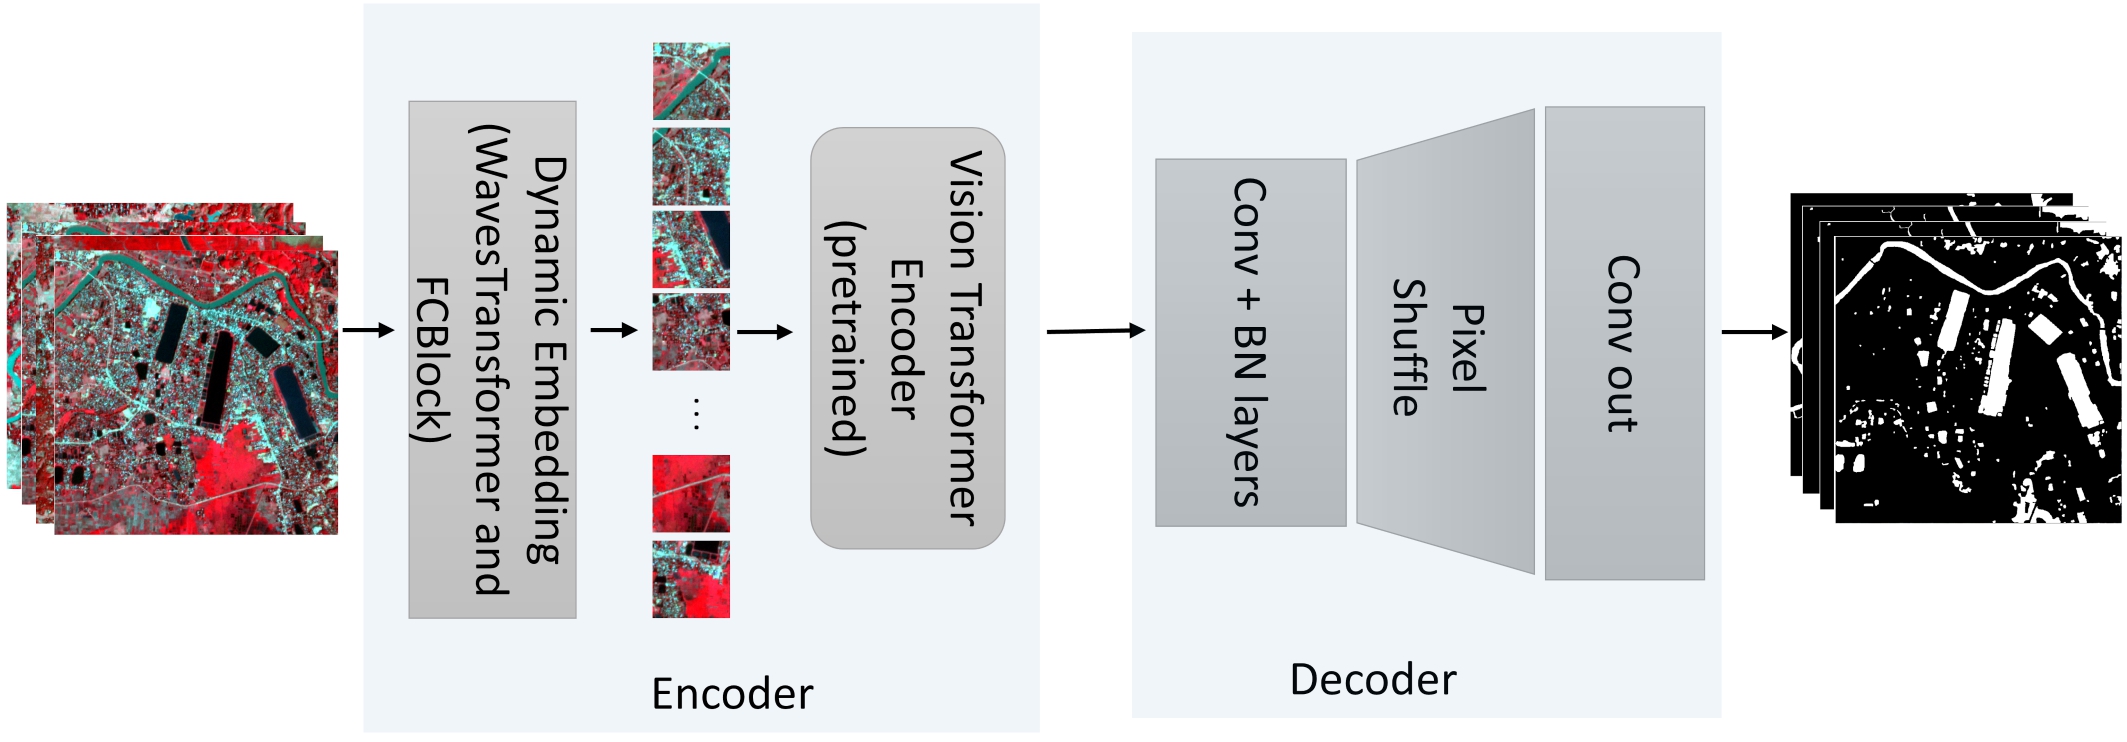 Dynamic Embedding
(WavesTransformer and
FCBlock)
...
Vision Transformer
Encoder
(pretrained)
Encoder
Conv + BN layers
Pixel
Shuffle
Conv out
Decoder